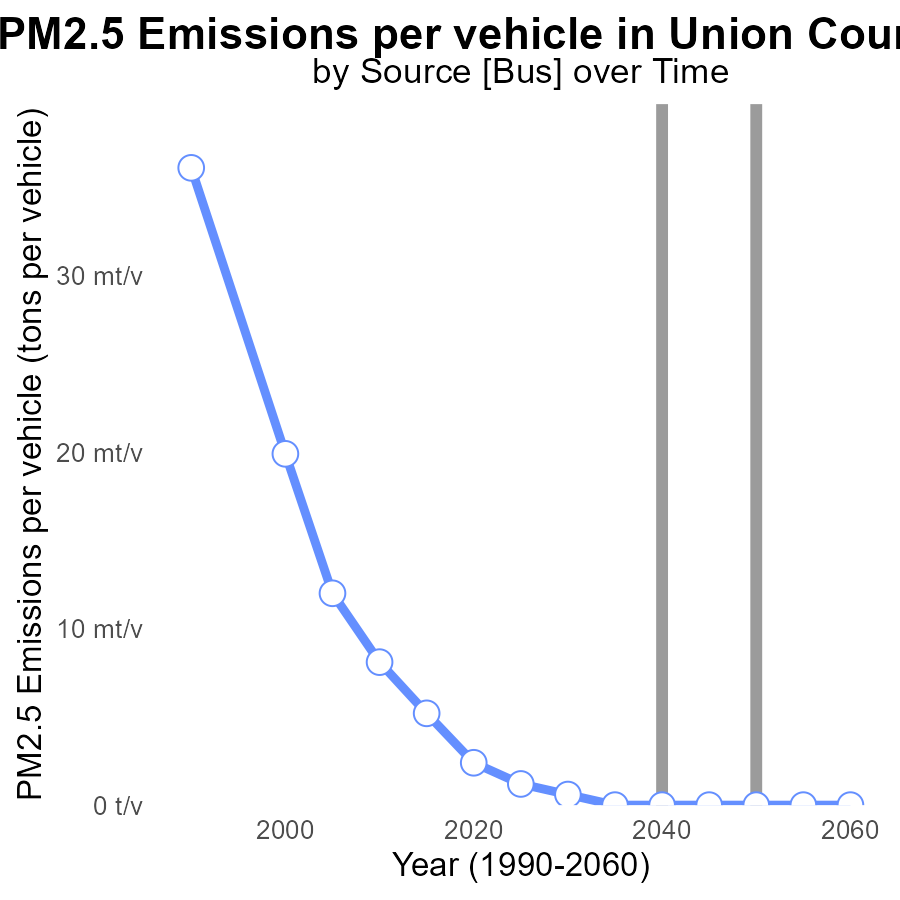 PM2.5 Emissions per vehicle in Union
by Source [Bus] over Time
PM2.5 Emissions per vehicle (tons per vehicle)
30 mt/v
20 mt/v
10 mt/v
0 t/v
2000 2020 2040 2060
Year (1990-2060)